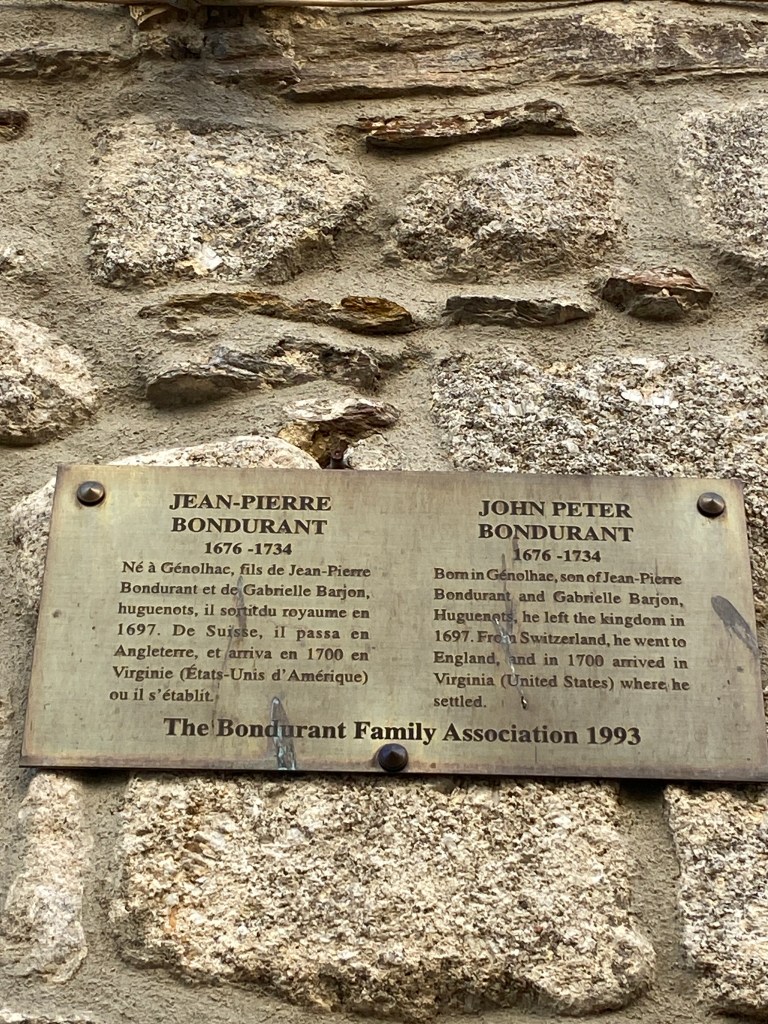 JEAN-PIERRE
BONDURANT
1676 -1734
Né à Génolhac, fils de Jean-Pierre
Bondurant et de Gabrielle Barjon,
huguenots, il sortit du royaume en
1697. De Suisse, il passa en
Angleterre, et arriva en 1700 en
Virginie (États-Unis d'Amérique)
ou il s'établit.
JOHN PETER
BONDURANT
1676 -1734
Born in Génolhac, son of Jean-Pierre
Bondurant and Gabrielle Barjon,
Huguenots, he left the kingdom in
1697. From Switzerland, he went to
England, and in 1700 arrived in
Virginia (United States) where he
settled.
The Bondurant Family Association 1993